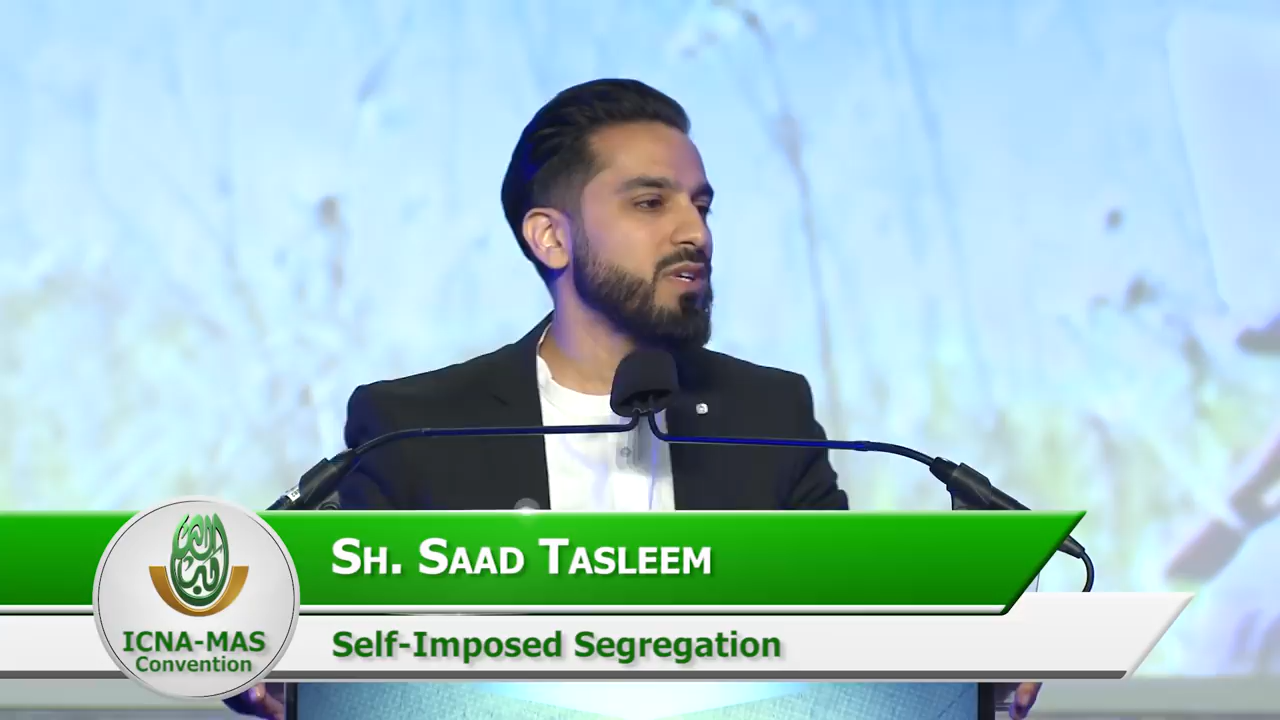 Sh. Saad Tasleem
ICNA-MAS
Convention
Self-Imposed Segregation